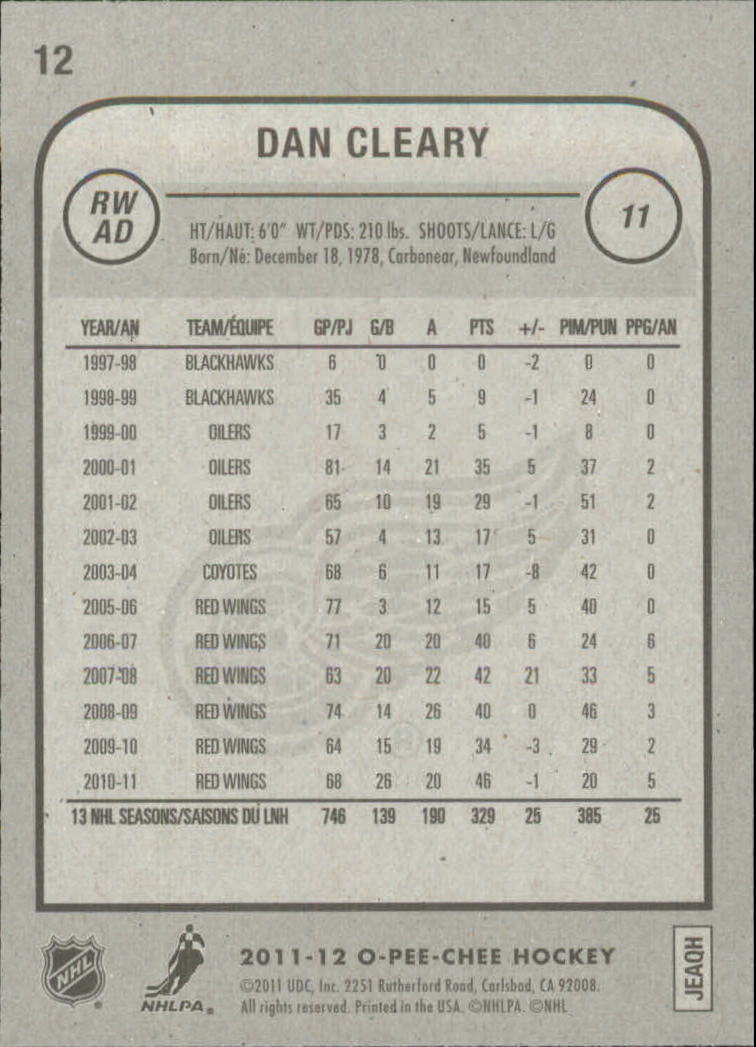 12
DAN CLEARY
RW
AD
11
HT/HAUT: 6'0" WT/PDS: 210 lbs. SHOOTS/LANCE: L/G
Born/Né: December 18, 1978, Carbonear, Newfoundland
YEAR/AN TEAM/ÉQUIPE GP/PJ G/B A PTS +/- PIM/PUN PPG/AN
1997-98 BLACKHAWKS 6 0 0 0 -2 0 0
1998-99 BLACKHAWKS 35 4 5 9 -1 24 0
1999-00 OILERS 17 3 2 5 -1 8 0
2000-01 OILERS 81 14 21 35 5 37 2
2001-02 OILERS 65 10 19 29 -1 51 2
2002-03 OILERS 57 4 13 17 5 31 0
2003-04 COYOTES 68 6 11 17 -8 42 0
2005-06 RED WINGS 77 3 12 15 5 40 0
2006-07 RED WINGS 71 20 20 40 6 24 6
2007-08 RED WINGS 63 20 22 42 21 33 5
2008-09 RED WINGS 74 14 26 40 0 46 3
2009-10 RED WINGS 64 15 19 34 -3 29 2
2010-11 RED WINGS 68 26 20 46 -1 20 5
13 NHL SEASONS/SAISONS DU LNH 746 139 190 329 25 385 25
NHL
NHLPA
2011-12 O-PEE-CHEE HOCKEY
©2011 UDC, Inc. 2251 Rutherford Road, Carlsbad, CA 92008.
All rights reserved. Printed in the USA. ©NHLPA. ©NHL
JEAQH